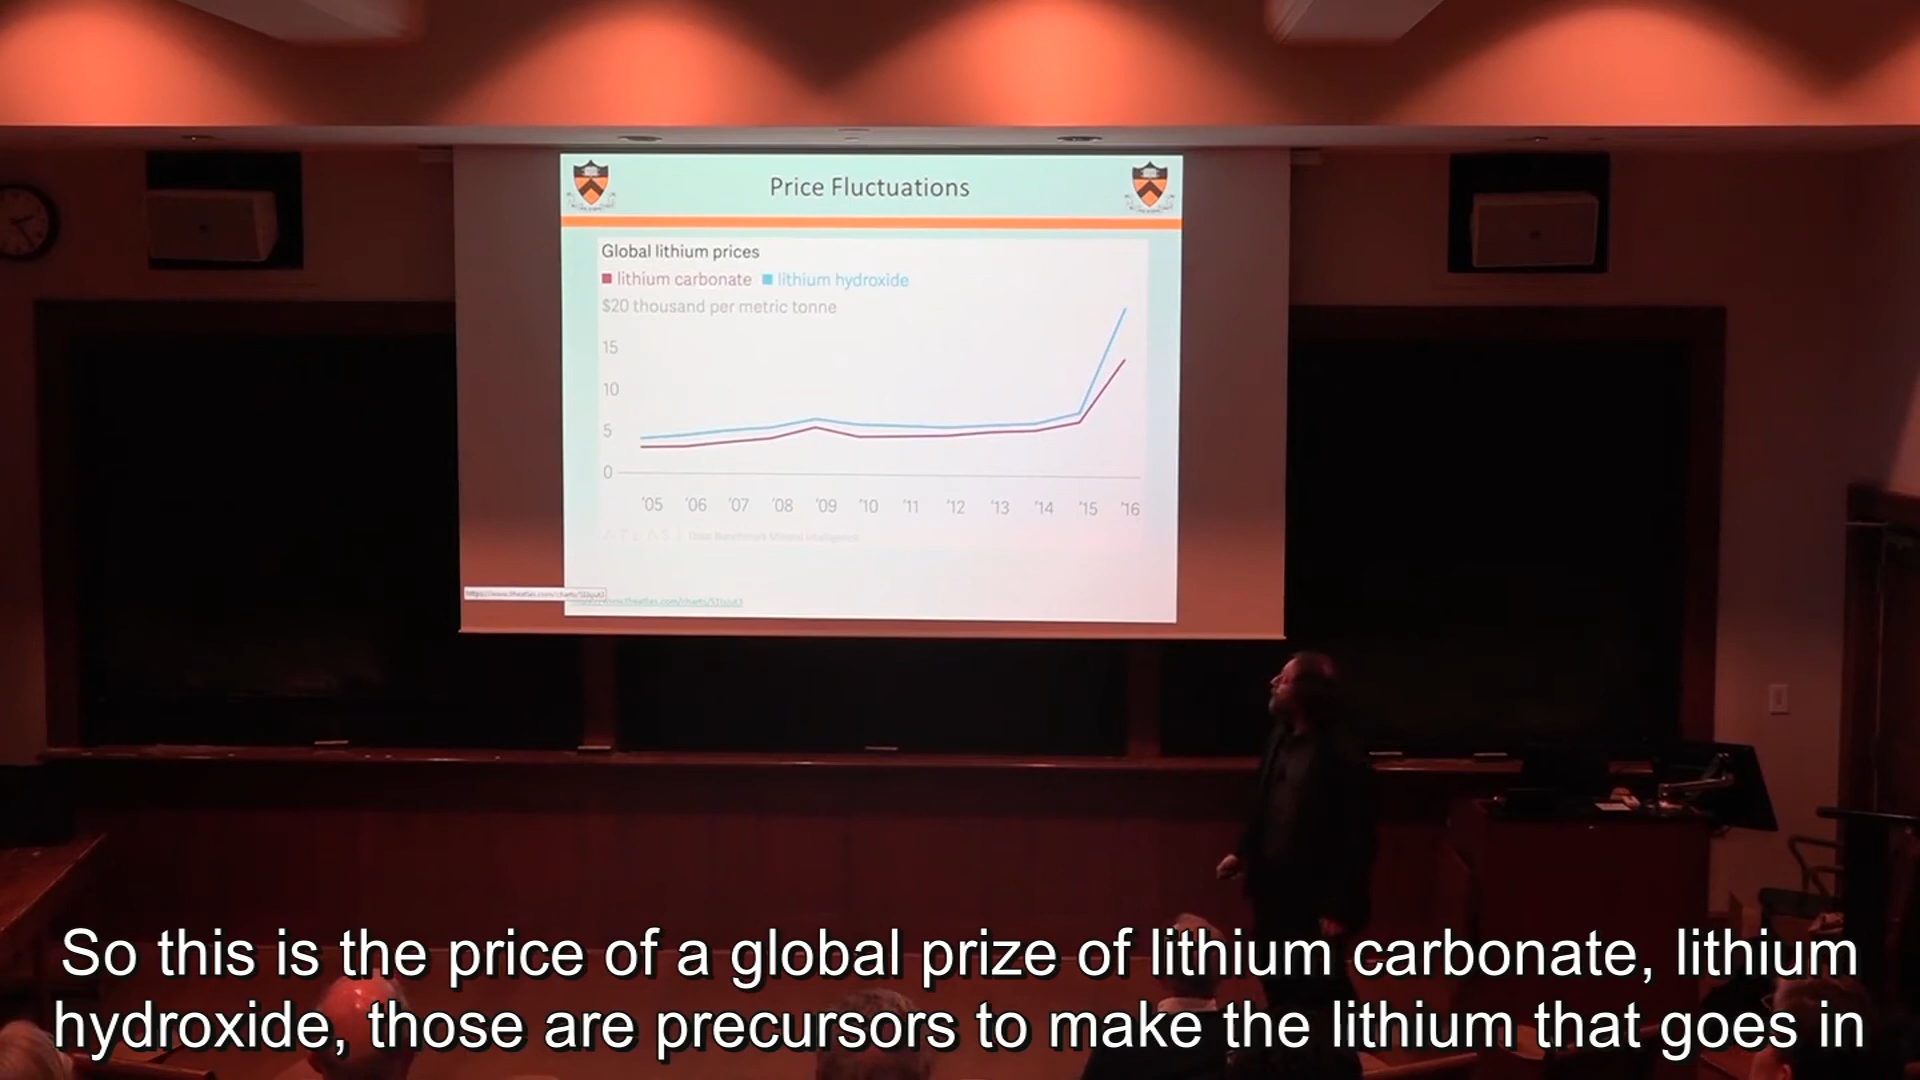 Price Fluctuations
Global lithium prices
lithium carbonate lithium hydroxide
$20 thousand per metric tonne
15
10
5
0
'05 '06 '07 '08 '09 '10 '11 '12 '13 '14 '15 '16
So this is the price of a global prize of lithium carbonate, lithium
hydroxide, those are precursors to make the lithium that goes in